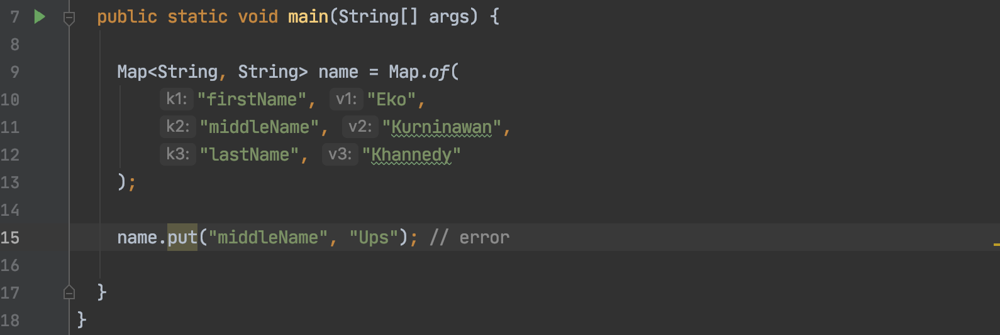 7 public static void main(String[] args) {
8
9 Map<String, String> name = Map.of(
10 k1: "firstName", v1: "Eko",
11 k2: "middleName", v2: "Kurninawan",
12 k3: "lastName", v3: "Khannedy"
13 );
14
15 name.put("middleName", "Ups"); // error
16
17 }
18 }